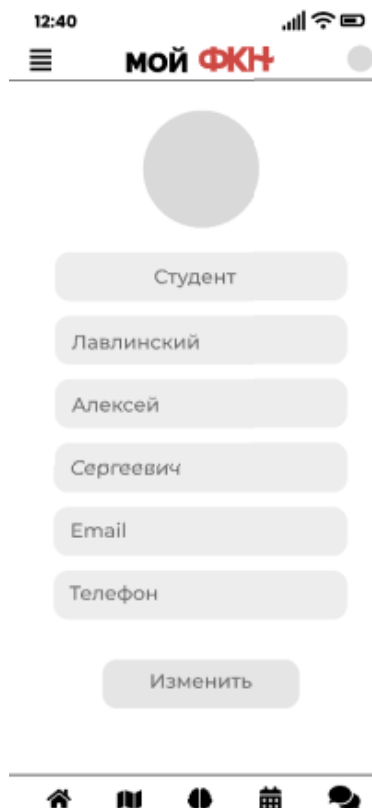 12:40
мой ФКН
Студент
Лавлинский
Алексей
Сергеевич
Email
Телефон
Изменить